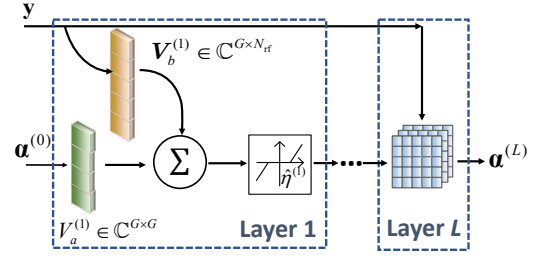 y
𝑽_b^(1) ∈ ℂ^{G×N_rf}
α^(0)
Σ
η̂^(1)
α^(L)
V_a^(1) ∈ ℂ^{G×G}
Layer 1
Layer L